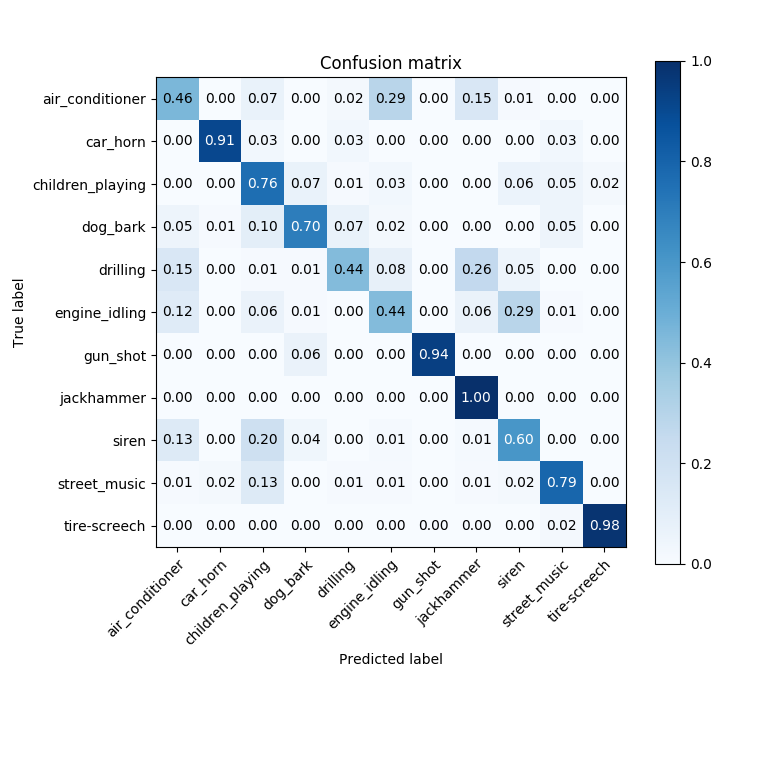 Confusion matrix
air_conditioner 0.46 0.00 0.07 0.00 0.02 0.29 0.00 0.15 0.01 0.00 0.00
car_horn 0.00 0.91 0.03 0.00 0.03 0.00 0.00 0.00 0.00 0.03 0.00
children_playing 0.00 0.00 0.76 0.07 0.01 0.03 0.00 0.00 0.06 0.05 0.02
dog_bark 0.05 0.01 0.10 0.70 0.07 0.02 0.00 0.00 0.00 0.05 0.00
drilling 0.15 0.00 0.01 0.01 0.44 0.08 0.00 0.26 0.05 0.00 0.00
engine_idling 0.12 0.00 0.06 0.01 0.00 0.44 0.00 0.06 0.29 0.01 0.00
gun_shot 0.00 0.00 0.00 0.06 0.00 0.00 0.94 0.00 0.00 0.00 0.00
jackhammer 0.00 0.00 0.00 0.00 0.00 0.00 0.00 1.00 0.00 0.00 0.00
siren 0.13 0.00 0.20 0.04 0.00 0.01 0.00 0.01 0.60 0.00 0.00
street_music 0.01 0.02 0.13 0.00 0.01 0.01 0.00 0.01 0.02 0.79 0.00
tire-screech 0.00 0.00 0.00 0.00 0.00 0.00 0.00 0.00 0.00 0.02 0.98
True label
air_conditioner
car_horn
children_playing
dog_bark
drilling
engine_idling
gun_shot
jackhammer
siren
street_music
tire-screech
Predicted label
1.0
0.8
0.6
0.4
0.2
0.0